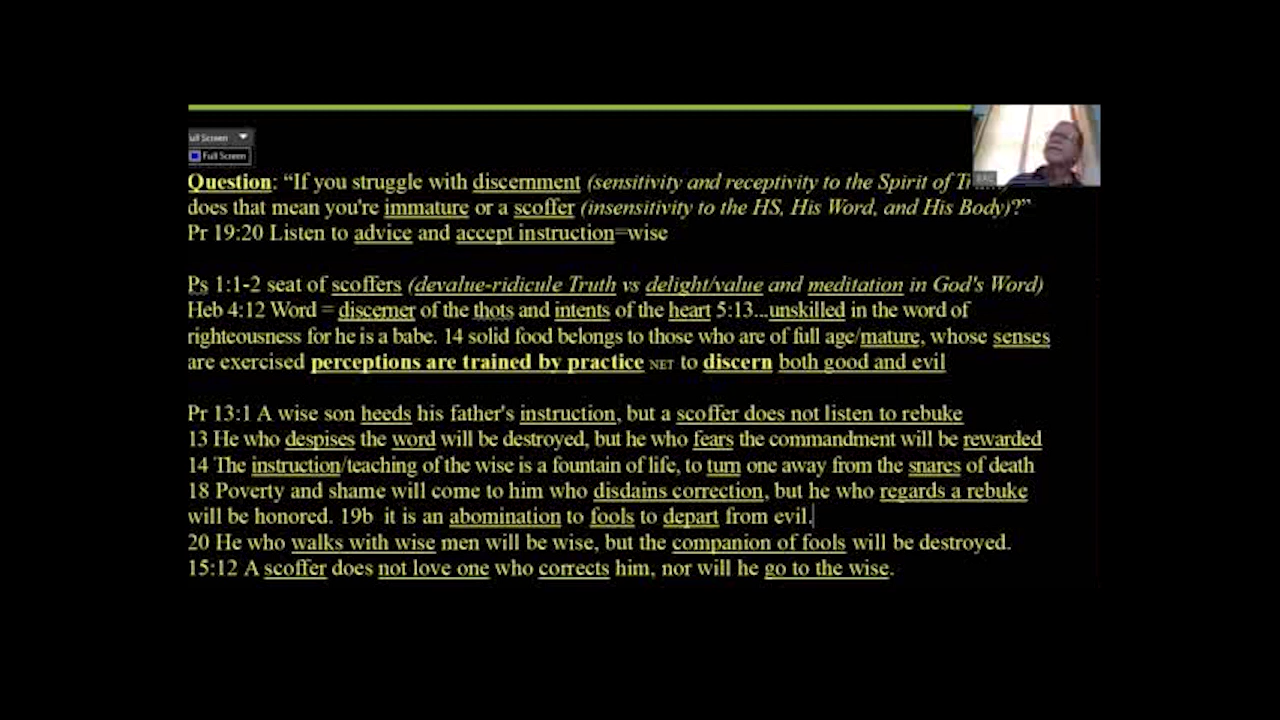 ull Screen
Full Screen
Question: “If you struggle with discernment (sensitivity and receptivity to the Spirit of
does that mean you're immature or a scoffer (insensitivity to the HS, His Word, and His Body)?”
Pr 19:20 Listen to advice and accept instruction=wise
Ps 1:1-2 seat of scoffers (devalue-ridicule Truth vs delight/value and meditation in God's Word)
Heb 4:12 Word = discerner of the thots and intents of the heart 5:13...unskilled in the word of
righteousness for he is a babe. 14 solid food belongs to those who are of full age/mature, whose senses
are exercised perceptions are trained by practice NET to discern both good and evil
Pr 13:1 A wise son heeds his father's instruction, but a scoffer does not listen to rebuke
13 He who despises the word will be destroyed, but he who fears the commandment will be rewarded
14 The instruction/teaching of the wise is a fountain of life, to turn one away from the snares of death
18 Poverty and shame will come to him who disdains correction, but he who regards a rebuke
will be honored. 19b it is an abomination to fools to depart from evil.
20 He who walks with wise men will be wise, but the companion of fools will be destroyed.
15:12 A scoffer does not love one who corrects him, nor will he go to the wise.